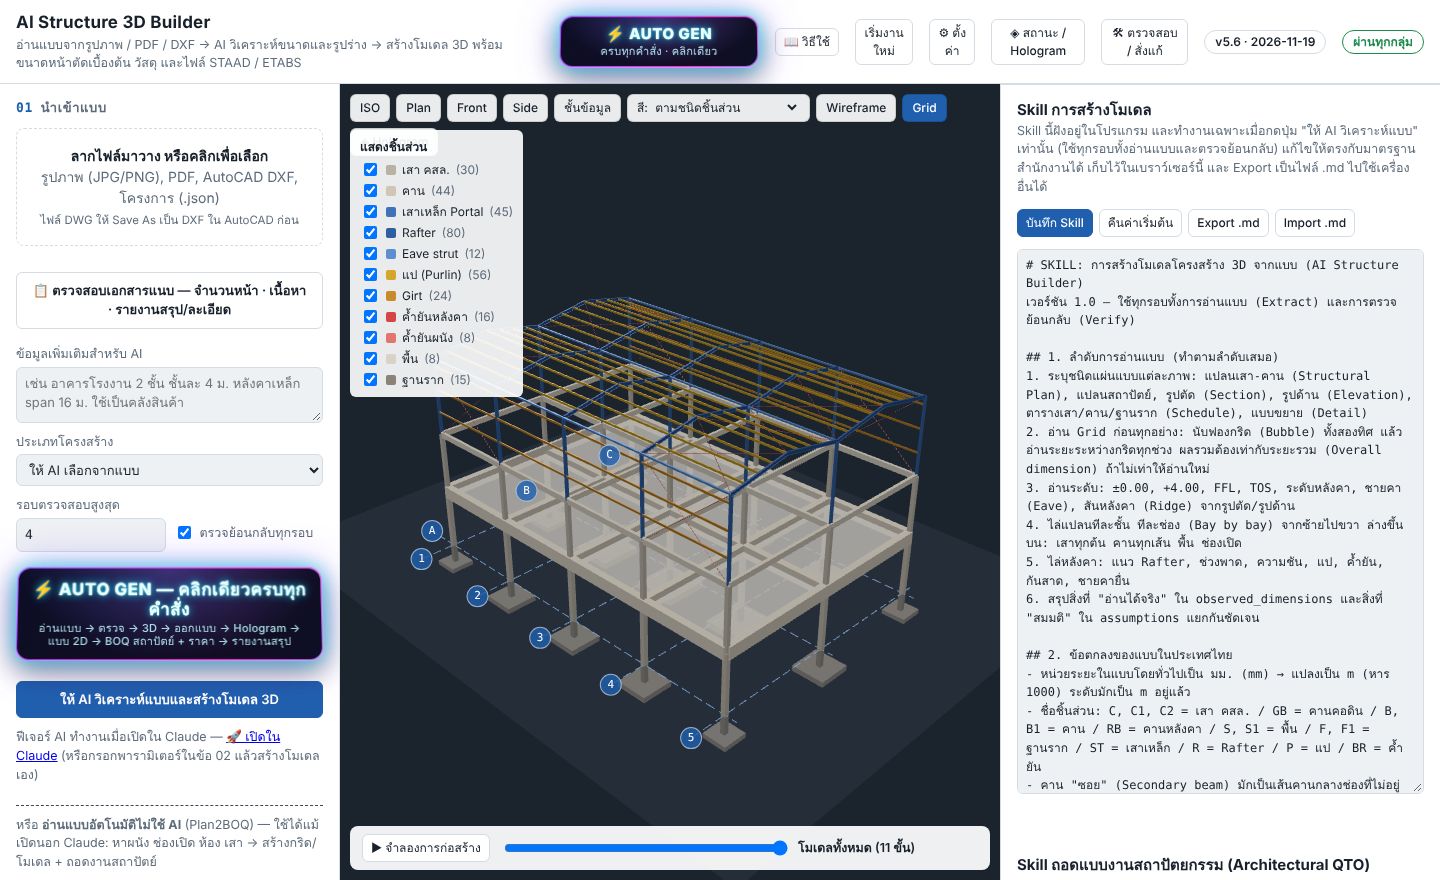 AI Structure 3D Builder
อ่านแบบจากรูปภาพ / PDF / DXF → AI วิเคราะห์ขนาดและรูปร่าง → สร้างโมเดล 3D พร้อม
ขนาดหน้าตัดเบื้องต้น วัสดุ และไฟล์ STAAD / ETABS
⚡ AUTO GEN
ครบทุกคำสั่ง · คลิกเดียว
📖 วิธีใช้
เริ่มงาน
ใหม่
⚙ ตั้ง
ค่า
◈ สถานะ /
Hologram
🛠 ตรวจสอบ
/ สั่งแก้
v5.6 · 2026-11-19
ผ่านทุกกลุ่ม
01 นำเข้าแบบ
ลากไฟล์มาวาง หรือคลิกเพื่อเลือก
รูปภาพ (JPG/PNG), PDF, AutoCAD DXF,
โครงการ (.json)
ไฟล์ DWG ให้ Save As เป็น DXF ใน AutoCAD ก่อน
📋 ตรวจสอบเอกสารแบบ — จำนวนหน้า · เนื้อหา
· รายงานสรุป/ละเอียด
ข้อมูลเพิ่มเติมสำหรับ AI
เช่น อาคารโรงงาน 2 ชั้น ชั้นละ 4 ม. หลังคาเหล็ก
span 16 ม. ใช้เป็นคลังสินค้า
ประเภทโครงสร้าง
ให้ AI เลือกจากแบบ
รอบตรวจสอบสูงสุด
4
ตรวจย้อนกลับทุกรอบ
⚡ AUTO GEN — คลิกเดียวครบทุก
คำสั่ง
อ่านแบบ → ตรวจ → 3D → ออกแบบ → Hologram →
แบบ 2D → BOQ สถาปัตย์ + ราคา → รายงานสรุป
ให้ AI วิเคราะห์แบบและสร้างโมเดล 3D
ฟีเจอร์ AI ทำงานเมื่อเปิดใน Claude — 🚀 เปิดใน
Claude (หรือกรอกพารามิเตอร์ในข้อ 02 แล้วสร้างโมเดล
เอง)
หรือ อ่านแบบอัตโนมัติไม่ใช้ AI (Plan2BOQ) — ใช้ได้แม้
เปิดนอก Claude: หาผนัง ช่องเปิด ห้อง เสา → สร้างกริด/
โมเดล + ถอดงานสถาปัตย์
ISO
Plan
Front
Side
ชั้นข้อมูล
สี: ตามชนิดชิ้นส่วน
Wireframe
Grid
แสดงชิ้นส่วน
เสา คสล. (30)
คาน (44)
เสาเหล็ก Portal (45)
Rafter (80)
Eave strut (12)
แป (Purlin) (56)
Girt (24)
ค้ำยันหลังคา (16)
ค้ำยันผนัง (8)
พื้น (8)
ฐานราก (15)
C
B
A
1
2
3
4
5
▶ จำลองการก่อสร้าง
โมเดลทั้งหมด (11 ขั้น)
Skill การสร้างโมเดล
Skill นี้ฝังอยู่ในโปรแกรม และทำงานเฉพาะเมื่อกดปุ่ม "ให้ AI วิเคราะห์แบบ"
เท่านั้น (ใช้ทุกรอบทั้งอ่านแบบและตรวจย้อนกลับ) แก้ไขให้ตรงกับมาตรฐาน
สำนักงานได้ เก็บไว้ในเบราว์เซอร์นี้ และ Export เป็นไฟล์ .md ไปใช้เครื่อง
อื่นได้
บันทึก Skill
คืนค่าเริ่มต้น
Export .md
Import .md
# SKILL: การสร้างโมเดลโครงสร้าง 3D จากแบบ (AI Structure
Builder)
เวอร์ชัน 1.0 — ใช้ทุกรอบทั้งการอ่านแบบ (Extract) และการตรวจ
ย้อนกลับ (Verify)
## 1. ลำดับการอ่านแบบ (ทำตามลำดับเสมอ)
1. ระบุชนิดแผ่นแบบแต่ละภาพ: แปลนเสา-คาน (Structural
Plan), แปลนสถาปัตย์, รูปตัด (Section), รูปด้าน (Elevation),
ตารางเสา/คาน/ฐานราก (Schedule), แบบขยาย (Detail)
2. อ่าน Grid ก่อนทุกอย่าง: นับฟองกริด (Bubble) ทั้งสองทิศ แล้ว
อ่านระยะระหว่างกริดทุกช่วง ผลรวมต้องเท่ากับระยะรวม (Overall
dimension) ถ้าไม่เท่าให้อ่านใหม่
3. อ่านระดับ: ±0.00, +4.00, FFL, TOS, ระดับหลังคา, ชายคา
(Eave), สันหลังคา (Ridge) จากรูปตัด/รูปด้าน
4. ไล่แปลนทีละชั้น ทีละช่อง (Bay by bay) จากซ้ายไปขวา ล่างขึ้น
บน: เสาทุกต้น คานทุกเส้น พื้น ช่องเปิด
5. ไล่หลังคา: แนว Rafter, ช่วงพาด, ความชัน, แป, ค้ำยัน,
กันสาด, ชายคายื่น
6. สรุปสิ่งที่ "อ่านได้จริง" ใน observed_dimensions และสิ่งที่
"สมมติ" ใน assumptions แยกกันชัดเจน
## 2. ข้อตกลงของแบบในประเทศไทย
- หน่วยระยะในแบบโดยทั่วไปเป็น มม. (mm) → แปลงเป็น m (หาร
1000) ระดับมักเป็น m อยู่แล้ว
- ชื่อชิ้นส่วน: C, C1, C2 = เสา คสล. / GB = คานคอดิน / B,
B1 = คาน / RB = คานหลังคา / S, S1 = พื้น / F, F1 =
ฐานราก / ST = เสาเหล็ก / R = Rafter / P = แป / BR = ค้ำ
ยัน
- คาน "ซอย" (Secondary beam) มักเป็นเส้นคานกลางช่องที่ไม่อยู่
Skill ถอดแบบงานสถาปัตยกรรม (Architectural QTO)